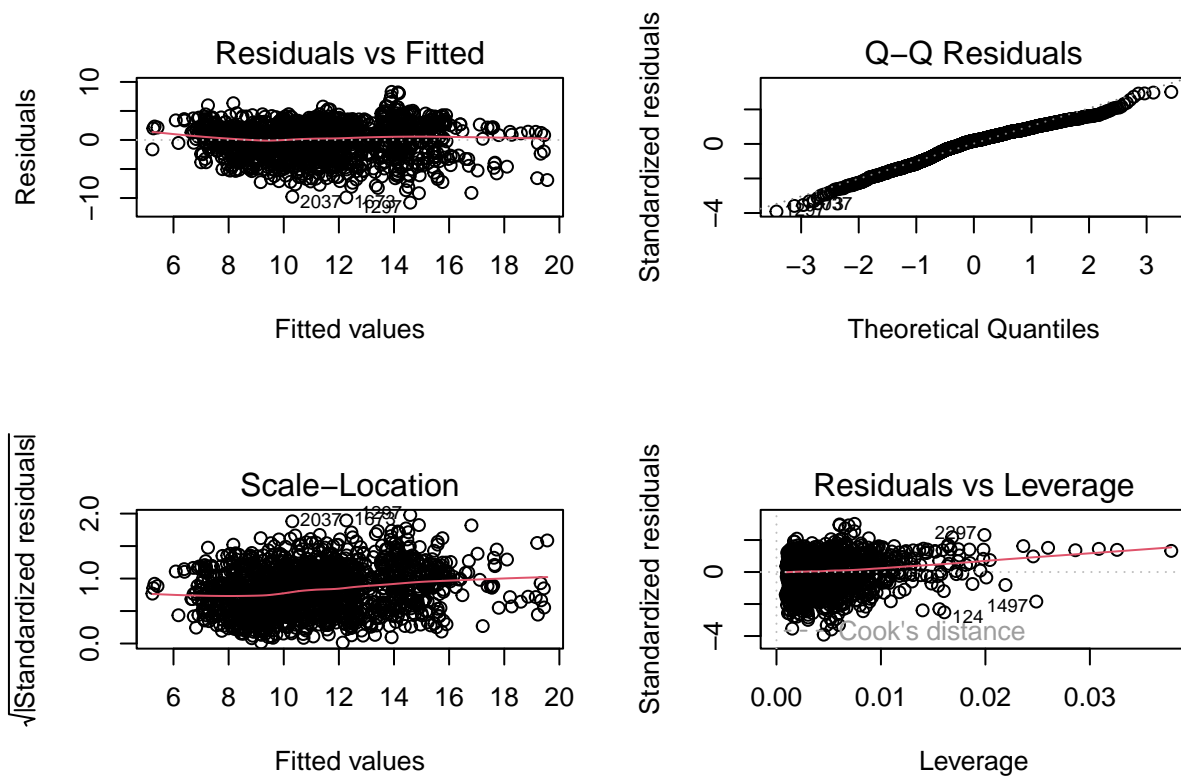 Residuals vs Fitted
Residuals
10
0
−10
2037
1673
1297
6 8 10 12 14 16 18 20
Fitted values
Q−Q Residuals
Standardized residuals
0
−4
−3 −2 −1 0 1 2 3
Theoretical Quantiles
Scale−Location
√|Standardized residuals|
2.0
1.0
0.0
2037
1673
1297
6 8 10 12 14 16 18 20
Fitted values
Residuals vs Leverage
Standardized residuals
0
−4
2297
1497
124
Cook's distance
0.00 0.01 0.02 0.03
Leverage